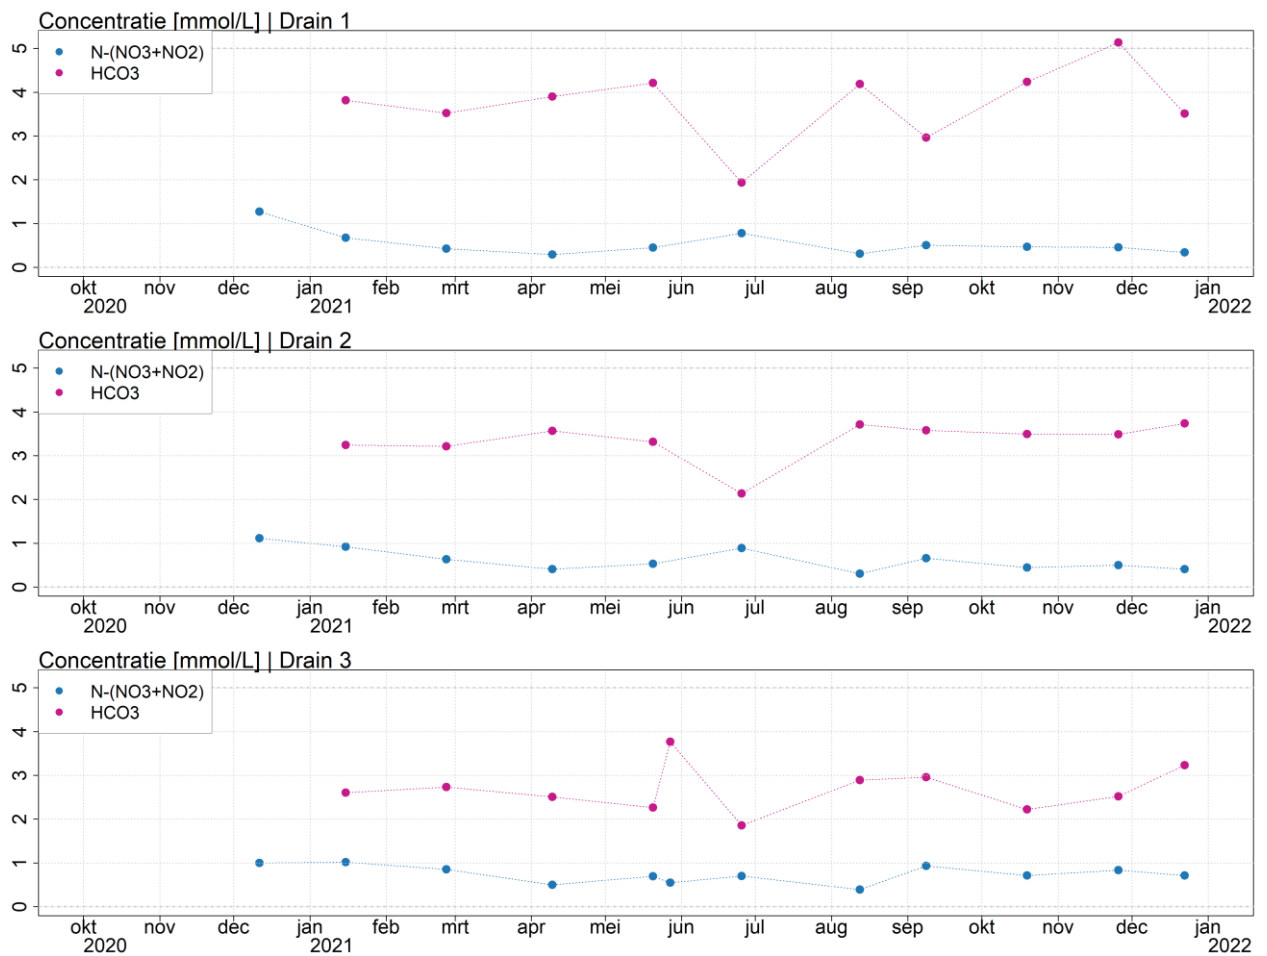 Concentratie [mmol/L] | Drain 1
N-(NO3+NO2)
HCO3
5
4
3
2
1
0
okt nov dec jan feb mrt apr mei jun jul aug sep okt nov dec jan
2020 2021 2022
Concentratie [mmol/L] | Drain 2
N-(NO3+NO2)
HCO3
5
4
3
2
1
0
okt nov dec jan feb mrt apr mei jun jul aug sep okt nov dec jan
2020 2021 2022
Concentratie [mmol/L] | Drain 3
N-(NO3+NO2)
HCO3
5
4
3
2
1
0
okt nov dec jan feb mrt apr mei jun jul aug sep okt nov dec jan
2020 2021 2022